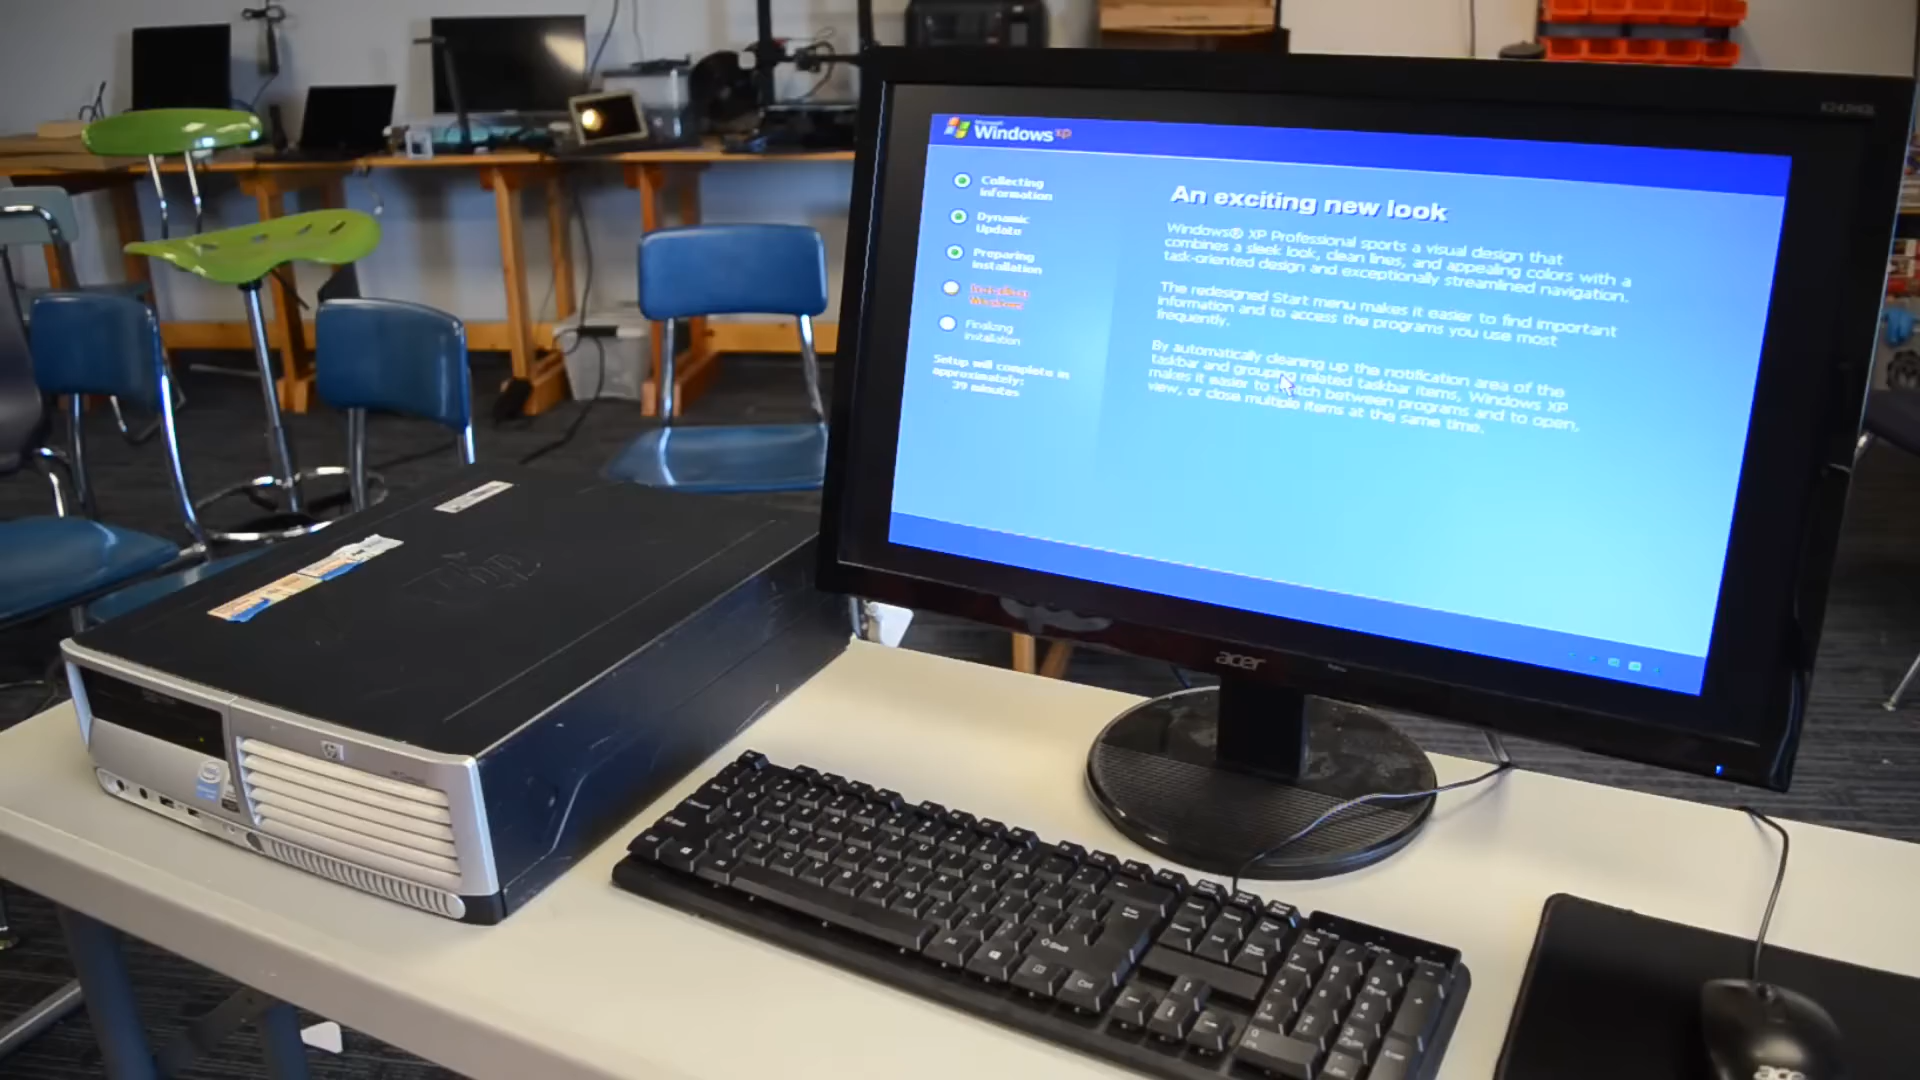 Microsoft
Windows xp
Collecting
information
Dynamic
Update
Preparing
installation
Installing
Windows
Finalizing
installation
Setup will complete in
approximately:
39 minutes
An exciting new look
Windows® XP Professional sports a visual design that
combines a sleek look, clean lines, and appealing colors with a
task-oriented design and exceptionally streamlined navigation.
The redesigned Start menu makes it easier to find important
information and to access the programs you use most
frequently.
By automatically cleaning up the notification area of the
taskbar and grouping related taskbar items, Windows XP
makes it easier to switch between programs and to open,
view, or close multiple items at the same time.
acer
hp
acer